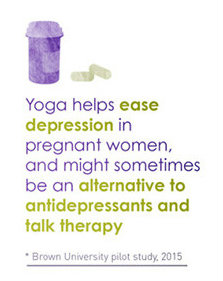 Yoga helps ease
depression in
pregnant women,
and might sometimes
be an alternative to
antidepressants and
talk therapy
* Brown University pilot study, 2015